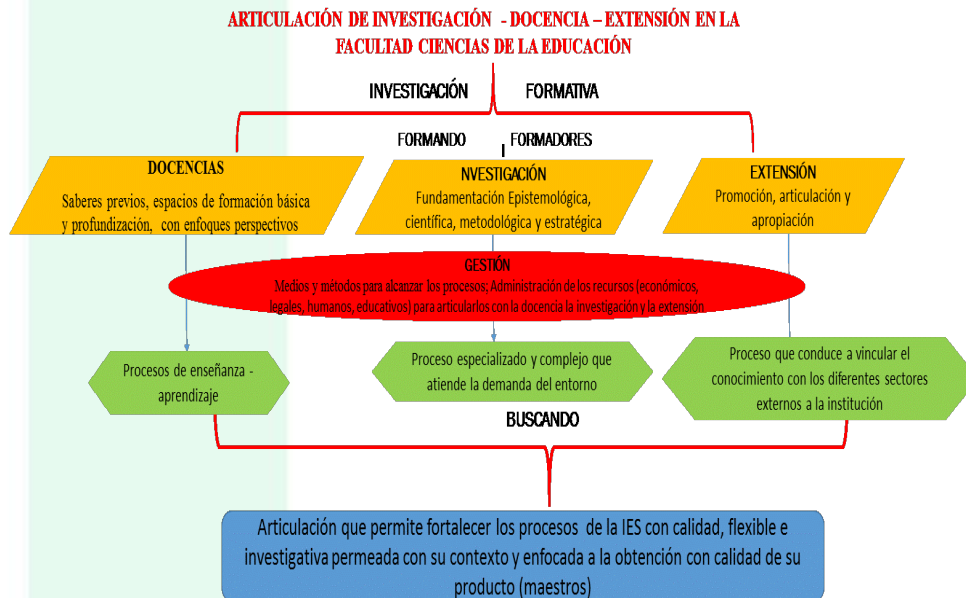 ARTICULACIÓN DE INVESTIGACIÓN - DOCENCIA – EXTENSIÓN EN LA
FACULTAD CIENCIAS DE LA EDUCACIÓN
INVESTIGACIÓN FORMATIVA
FORMANDO FORMADORES
DOCENCIAS
Saberes previos, espacios de formación básica
y profundización, con enfoques perspectivos
NVESTIGACIÓN
Fundamentación Epistemológica,
científica, metodológica y estratégica
EXTENSIÓN
Promoción, articulación y
apropiación
GESTIÓN
Medios y métodos para alcanzar los procesos; Administración de los recursos (económicos,
legales, humanos, educativos) para articularlos con la docencia la investigación y la extensión
Procesos de enseñanza -
aprendizaje
Proceso especializado y complejo que
atiende la demanda del entorno
Proceso que conduce a vincular el
conocimiento con los diferentes sectores
externos a la institución
BUSCANDO
Articulación que permite fortalecer los procesos de la IES con calidad, flexible e
investigativa permeada con su contexto y enfocada a la obtención con calidad de su
producto (maestros)